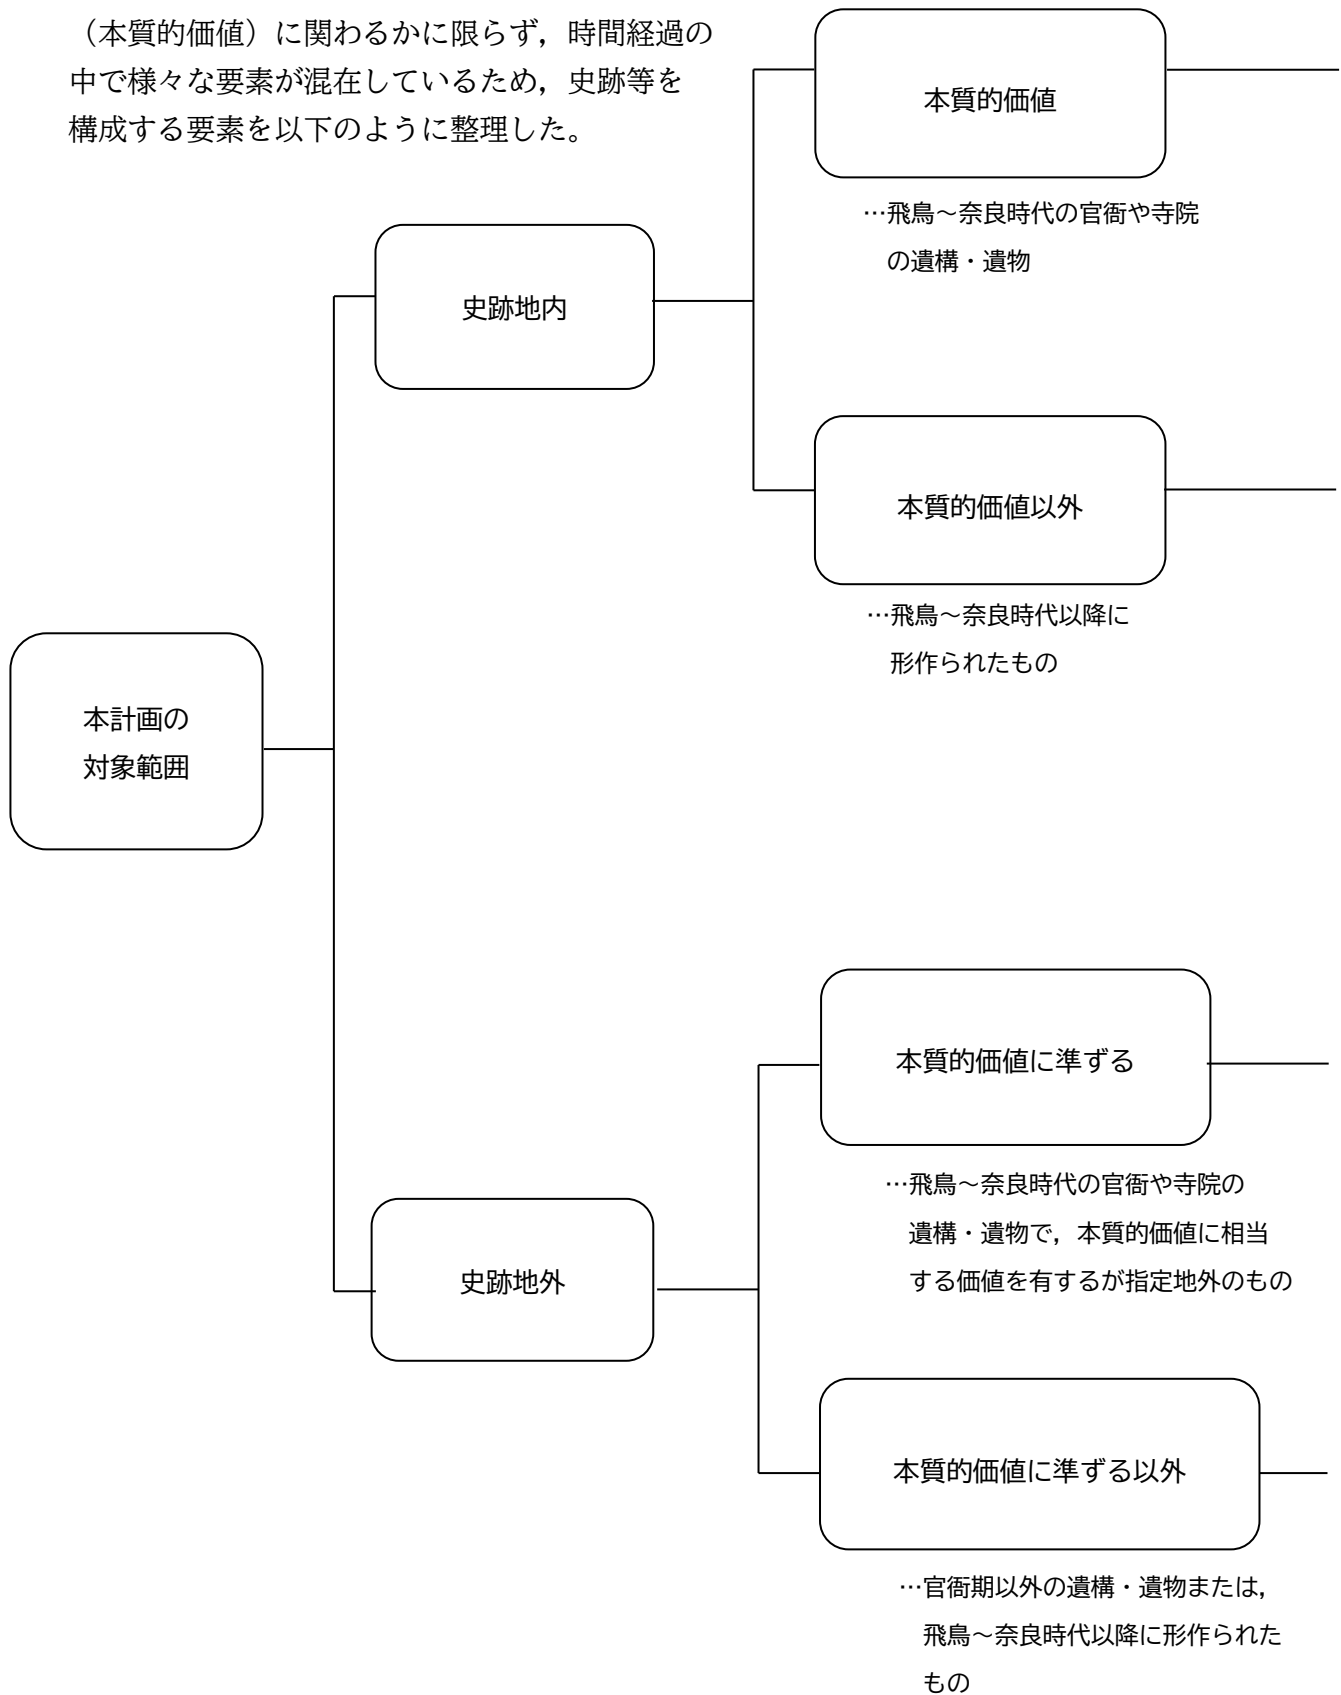 （本質的価値）に関わるかに限らず，時間経過の
中で様々な要素が混在しているため，史跡等を
構成する要素を以下のように整理した。
本質的価値
…飛鳥～奈良時代の官衙や寺院
の遺構・遺物
史跡地内
本質的価値以外
…飛鳥～奈良時代以降に
形作られたもの
本計画の
対象範囲
本質的価値に準ずる
…飛鳥～奈良時代の官衙や寺院の
遺構・遺物で，本質的価値に相当
する価値を有するが指定地外のもの
史跡地外
本質的価値に準ずる以外
…官衙期以外の遺構・遺物または，
飛鳥～奈良時代以降に形作られた
もの